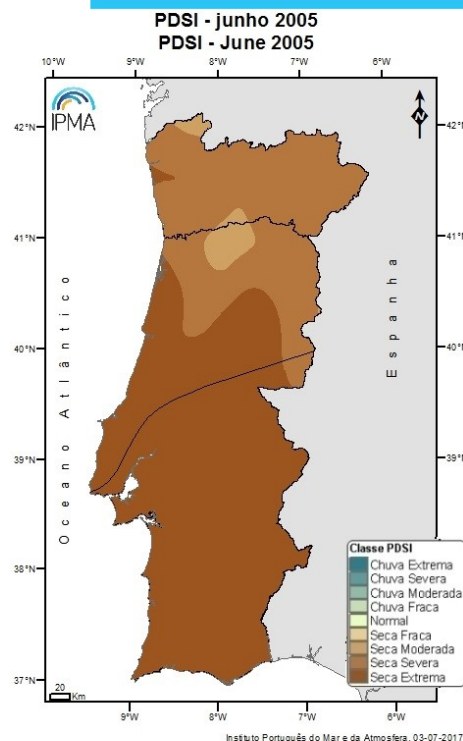 PDSI - junho 2005
PDSI - June 2005
10°W 9°W 8°W 7°W 6°W
IPMA
N
42°N 42°N
41°N 41°N
Oceano Atlântico
Espanha
40°N 40°N
39°N 39°N
38°N 38°N
37°N 37°N
Classe PDSI
Chuva Extrema
Chuva Severa
Chuva Moderada
Chuva Fraca
Normal
Seca Fraca
Seca Moderada
Seca Severa
Seca Extrema
20
Km
9°W 8°W 7°W 6°W
Instituto Português do Mar e da Atmosfera, 03-07-2017